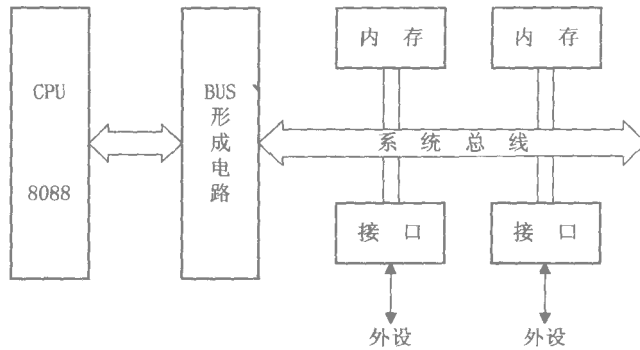 CPU
8088
BUS
形
成
电
路
内 存
内 存
系 统 总 线
接 口
接 口
外设
外设